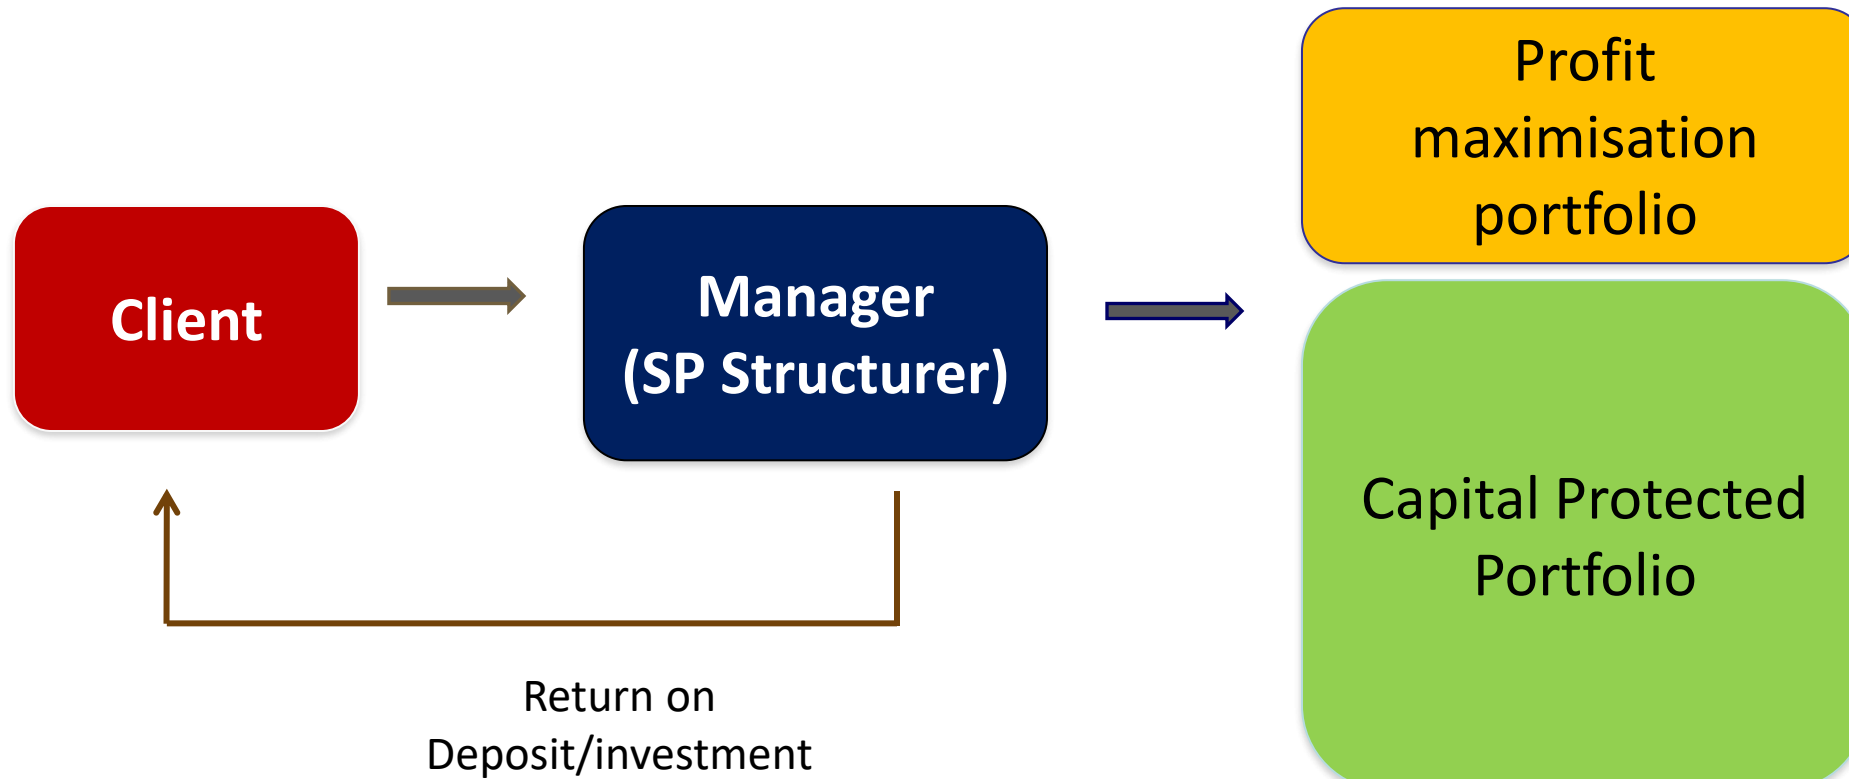 Client
Manager
(SP Structurer)
Profit
maximisation
portfolio
Capital Protected
Portfolio
Return on
Deposit/investment